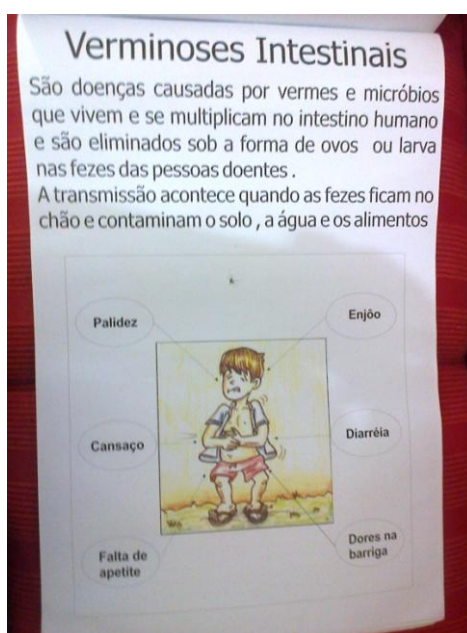 Verminoses Intestinais
São doenças causadas por vermes e micróbios
que vivem e se multiplicam no intestino humano
e são eliminados sob a forma de ovos ou larva
nas fezes das pessoas doentes .
A transmissão acontece quando as fezes ficam no
chão e contaminam o solo , a água e os alimentos
Palidez
Enjôo
Cansaço
Diarréia
Falta de
apetite
Dores na
barriga